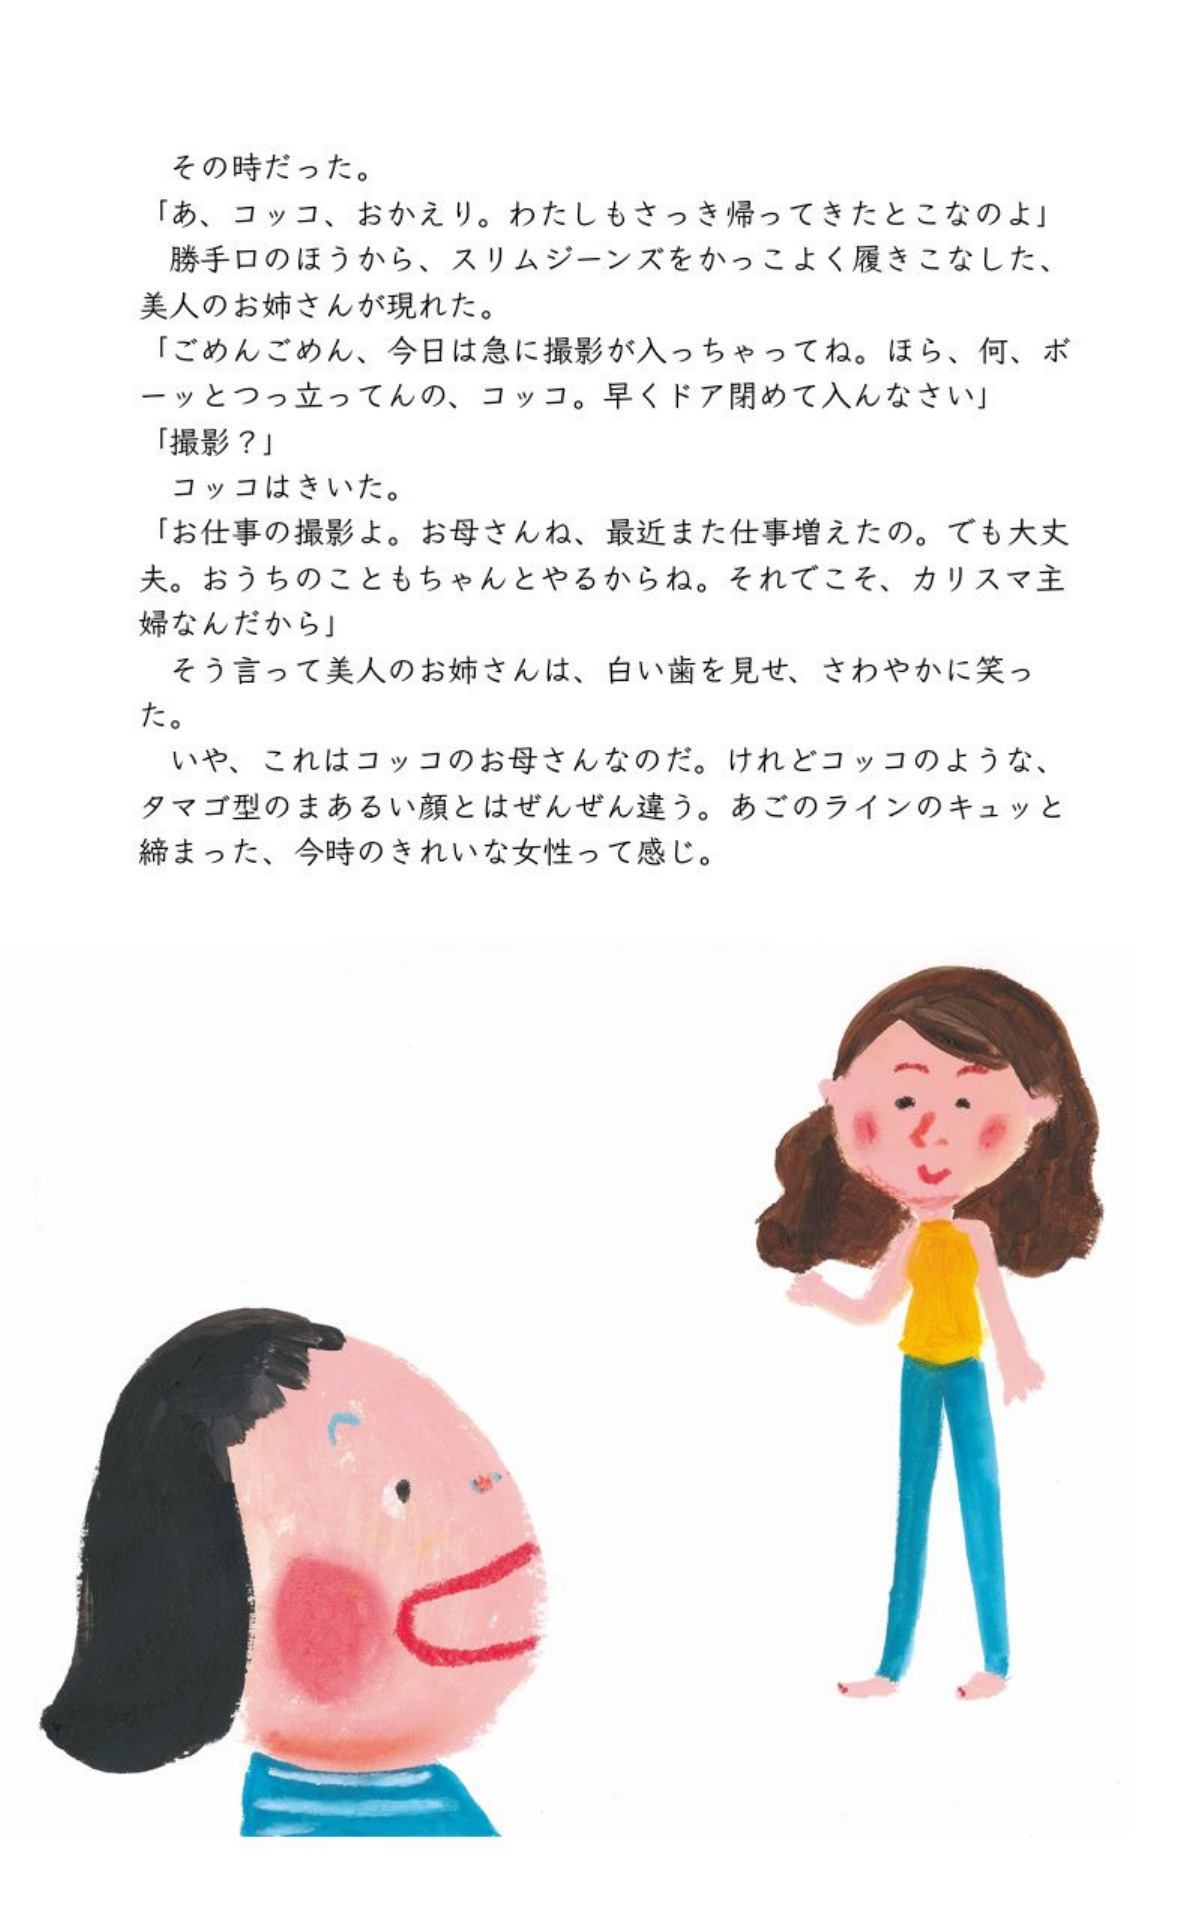 その時だった。
「あ、コッコ、おかえり。わたしもさっき帰ってきたとこなのよ」
勝手口のほうから、スリムジーンズをかっこよく履きこなした、
美人のお姉さんが現れた。
「ごめんごめん、今日は急に撮影が入っちゃってね。ほら、何、ボ
ーッとつっ立ってんの、コッコ。早くドア閉めて入んなさい」
「撮影？」
コッコはきいた。
「お仕事の撮影よ。お母さんね、最近また仕事増えたの。でも大丈
夫。おうちのこともちゃんとやるからね。それでこそ、カリスマ主
婦なんだから」
そう言って美人のお姉さんは、白い歯を見せ、さわやかに笑っ
た。
いや、これはコッコのお母さんなのだ。けれどコッコのような、
タマゴ型のまあるい顔とはぜんぜん違う。あごのラインのキュッと
締まった、今時のきれいな女性って感じ。